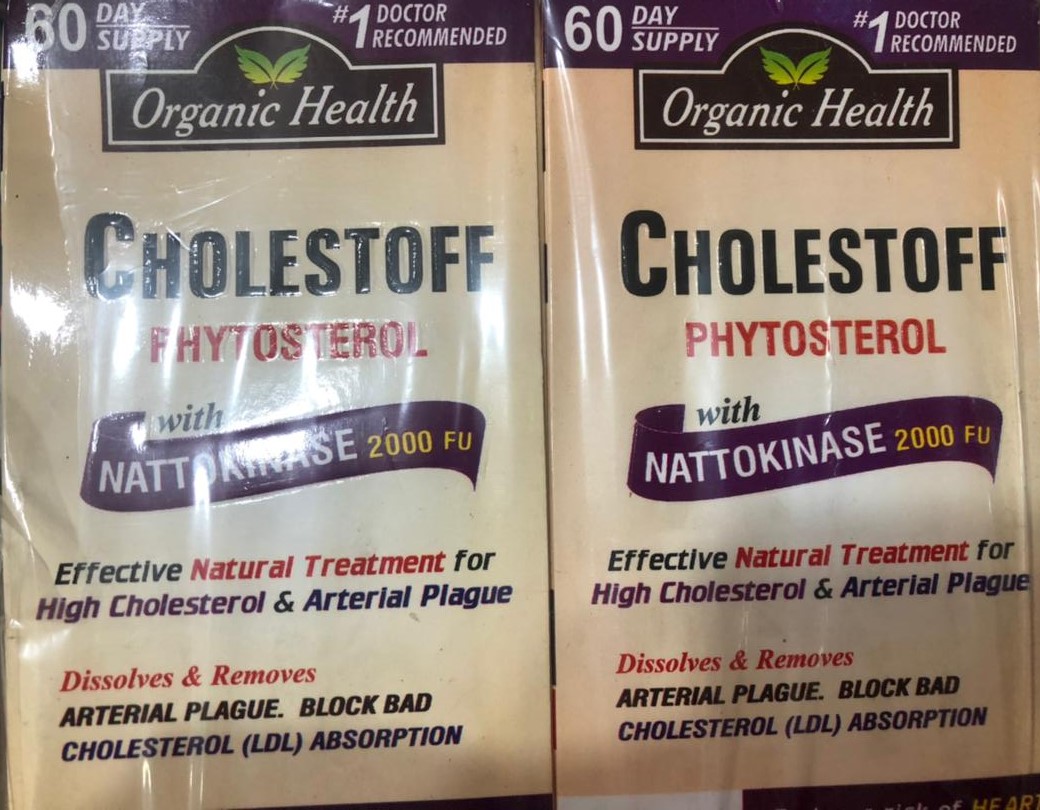 60 DAY SUPPLY #1 DOCTOR RECOMMENDED
Organic Health
CHOLESTOFF
PHYTOSTEROL
with
NATTOKINASE 2000 FU
Effective Natural Treatment for
High Cholesterol & Arterial Plague
Dissolves & Removes
ARTERIAL PLAGUE. BLOCK BAD
CHOLESTEROL (LDL) ABSORPTION
60 DAY SUPPLY #1 DOCTOR RECOMMENDED
Organic Health
CHOLESTOFF
PHYTOSTEROL
with
NATTOKINASE 2000 FU
Effective Natural Treatment for
High Cholesterol & Arterial Plague
Dissolves & Removes
ARTERIAL PLAGUE. BLOCK BAD
CHOLESTEROL (LDL) ABSORPTION
risk of HEART